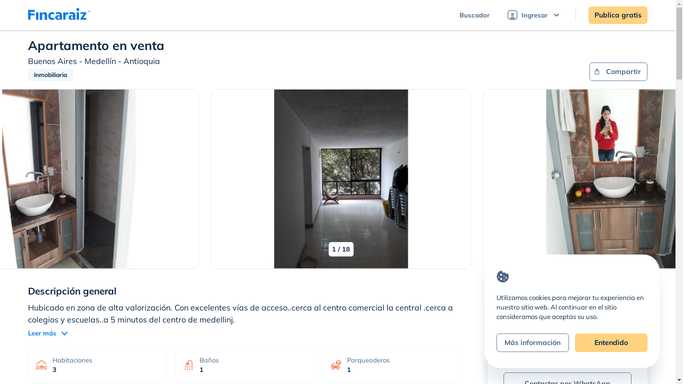 Fincaraiz
Buscador
Ingresar
Publica gratis
Apartamento en venta
Buenos Aires - Medellín - Antioquia
Inmobiliaria
Compartir
1 / 18
Descripción general
Hubicado en zona de alta valorización. Con excelentes vías de acceso..cerca al centro comercial la central .cerca a
colegios y escuelas..a 5 minutos del centro de medellinj.
Leer más
Habitaciones
3
Baños
1
Parqueaderos
1
Utilizamos cookies para mejorar tu experiencia en
nuestro sitio web. Al continuar en el sitio
consideramos que aceptas su uso.
Más información
Entendido
Contactar por WhatsApp